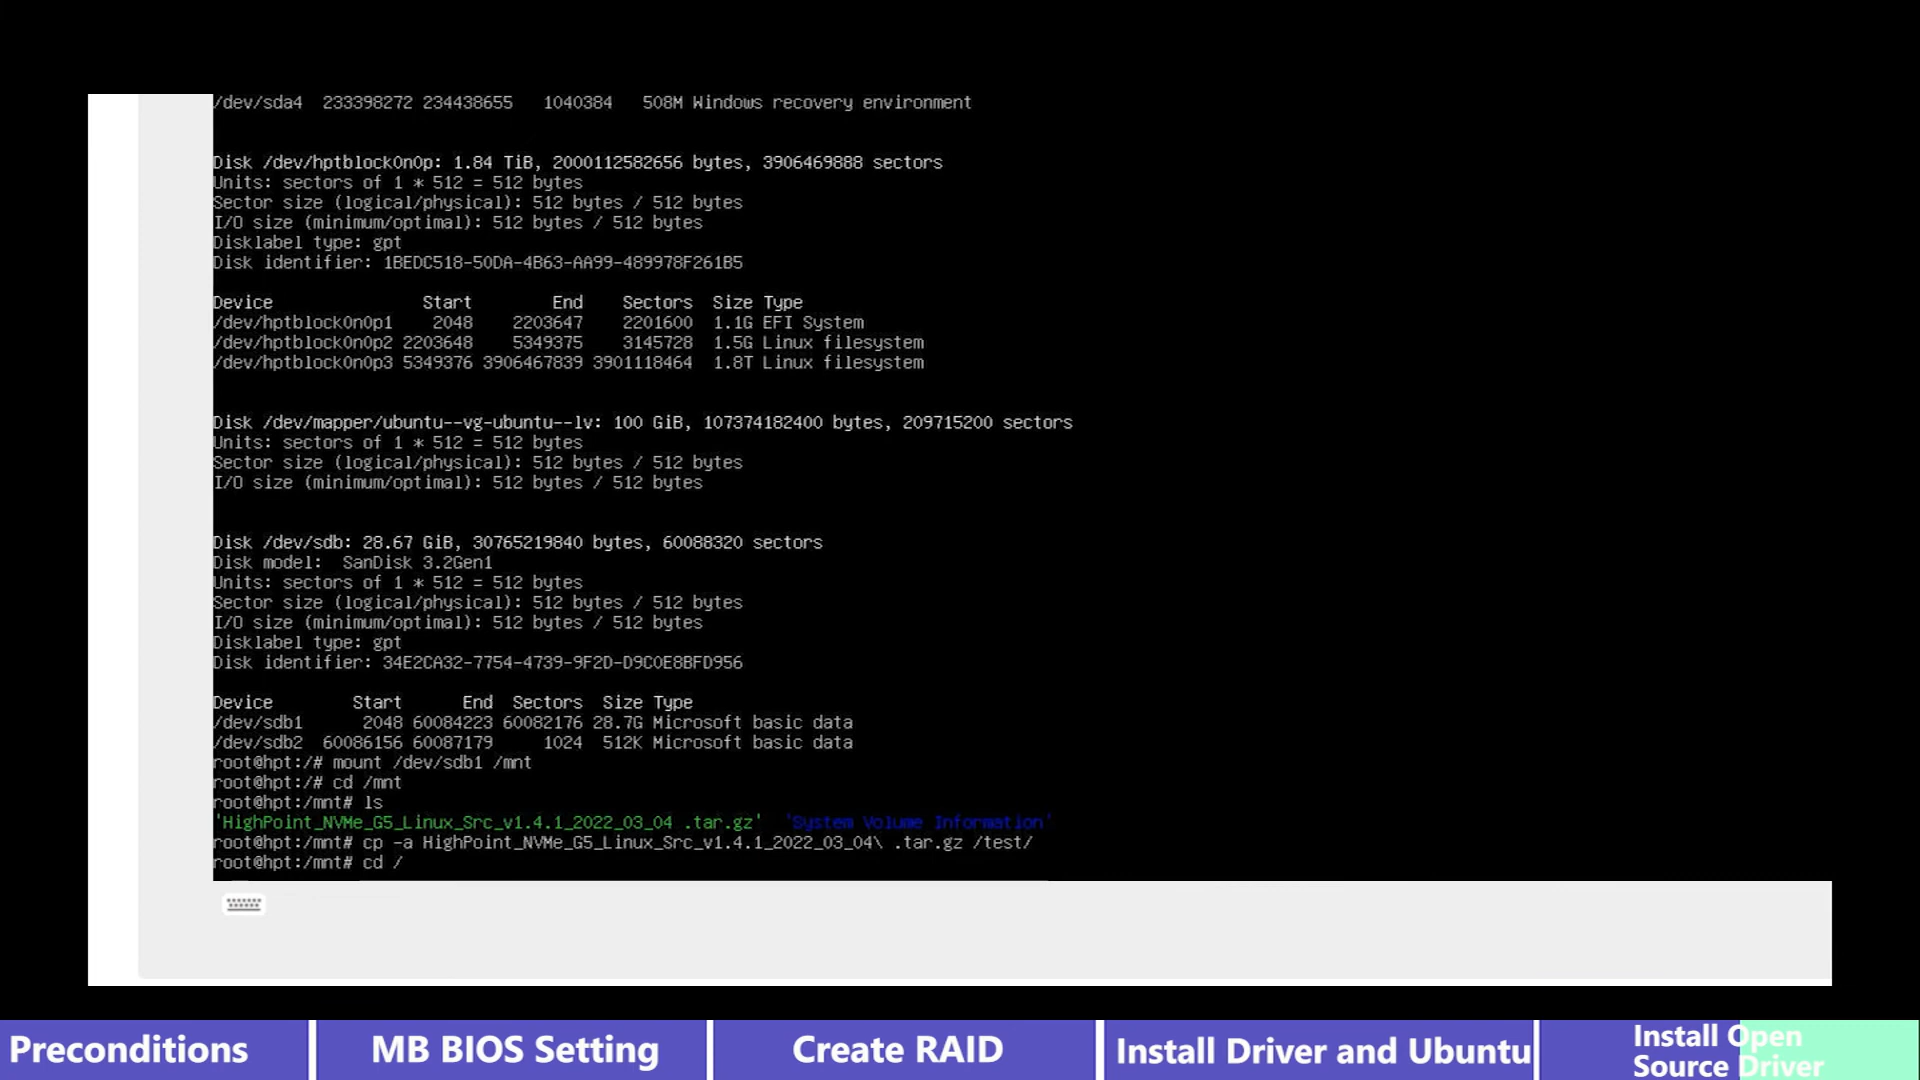 /dev/sda4  233398272 234438655   1040384   508M Windows recovery environment
Disk /dev/hptblock0n0p: 1.84 TiB, 2000112582656 bytes, 3906469888 sectors
Units: sectors of 1 * 512 = 512 bytes
Sector size (logical/physical): 512 bytes / 512 bytes
I/O size (minimum/optimal): 512 bytes / 512 bytes
Disklabel type: gpt
Disk identifier: 1BEDC518-50DA-4B63-AA99-489978F261B5
Device               Start        End    Sectors  Size Type
/dev/hptblock0n0p1    2048    2203647    2201600  1.1G EFI System
/dev/hptblock0n0p2 2203648    5349375    3145728  1.5G Linux filesystem
/dev/hptblock0n0p3 5349376 3906467839 3901118464  1.8T Linux filesystem
Disk /dev/mapper/ubuntu--vg-ubuntu--lv: 100 GiB, 107374182400 bytes, 209715200 sectors
Units: sectors of 1 * 512 = 512 bytes
Sector size (logical/physical): 512 bytes / 512 bytes
I/O size (minimum/optimal): 512 bytes / 512 bytes
Disk /dev/sdb: 28.67 GiB, 30765219840 bytes, 60088320 sectors
Disk model:  SanDisk 3.2Gen1
Units: sectors of 1 * 512 = 512 bytes
Sector size (logical/physical): 512 bytes / 512 bytes
I/O size (minimum/optimal): 512 bytes / 512 bytes
Disklabel type: gpt
Disk identifier: 34E2CA32-7754-4739-9F2D-D9C0E8BFD956
Device        Start      End  Sectors  Size Type
/dev/sdb1      2048 60084223 60082176 28.7G Microsoft basic data
/dev/sdb2  60086156 60087179     1024  512K Microsoft basic data
root@hpt:/# mount /dev/sdb1 /mnt
root@hpt:/# cd /mnt
root@hpt:/mnt# ls
'HighPoint_NVMe_G5_Linux_Src_v1.4.1_2022_03_04 .tar.gz'  'System Volume Information'
root@hpt:/mnt# cp -a HighPoint_NVMe_G5_Linux_Src_v1.4.1_2022_03_04\ .tar.gz /test/
root@hpt:/mnt# cd /
Preconditions
MB BIOS Setting
Create RAID
Install Driver and Ubuntu
Install Open
Source Driver